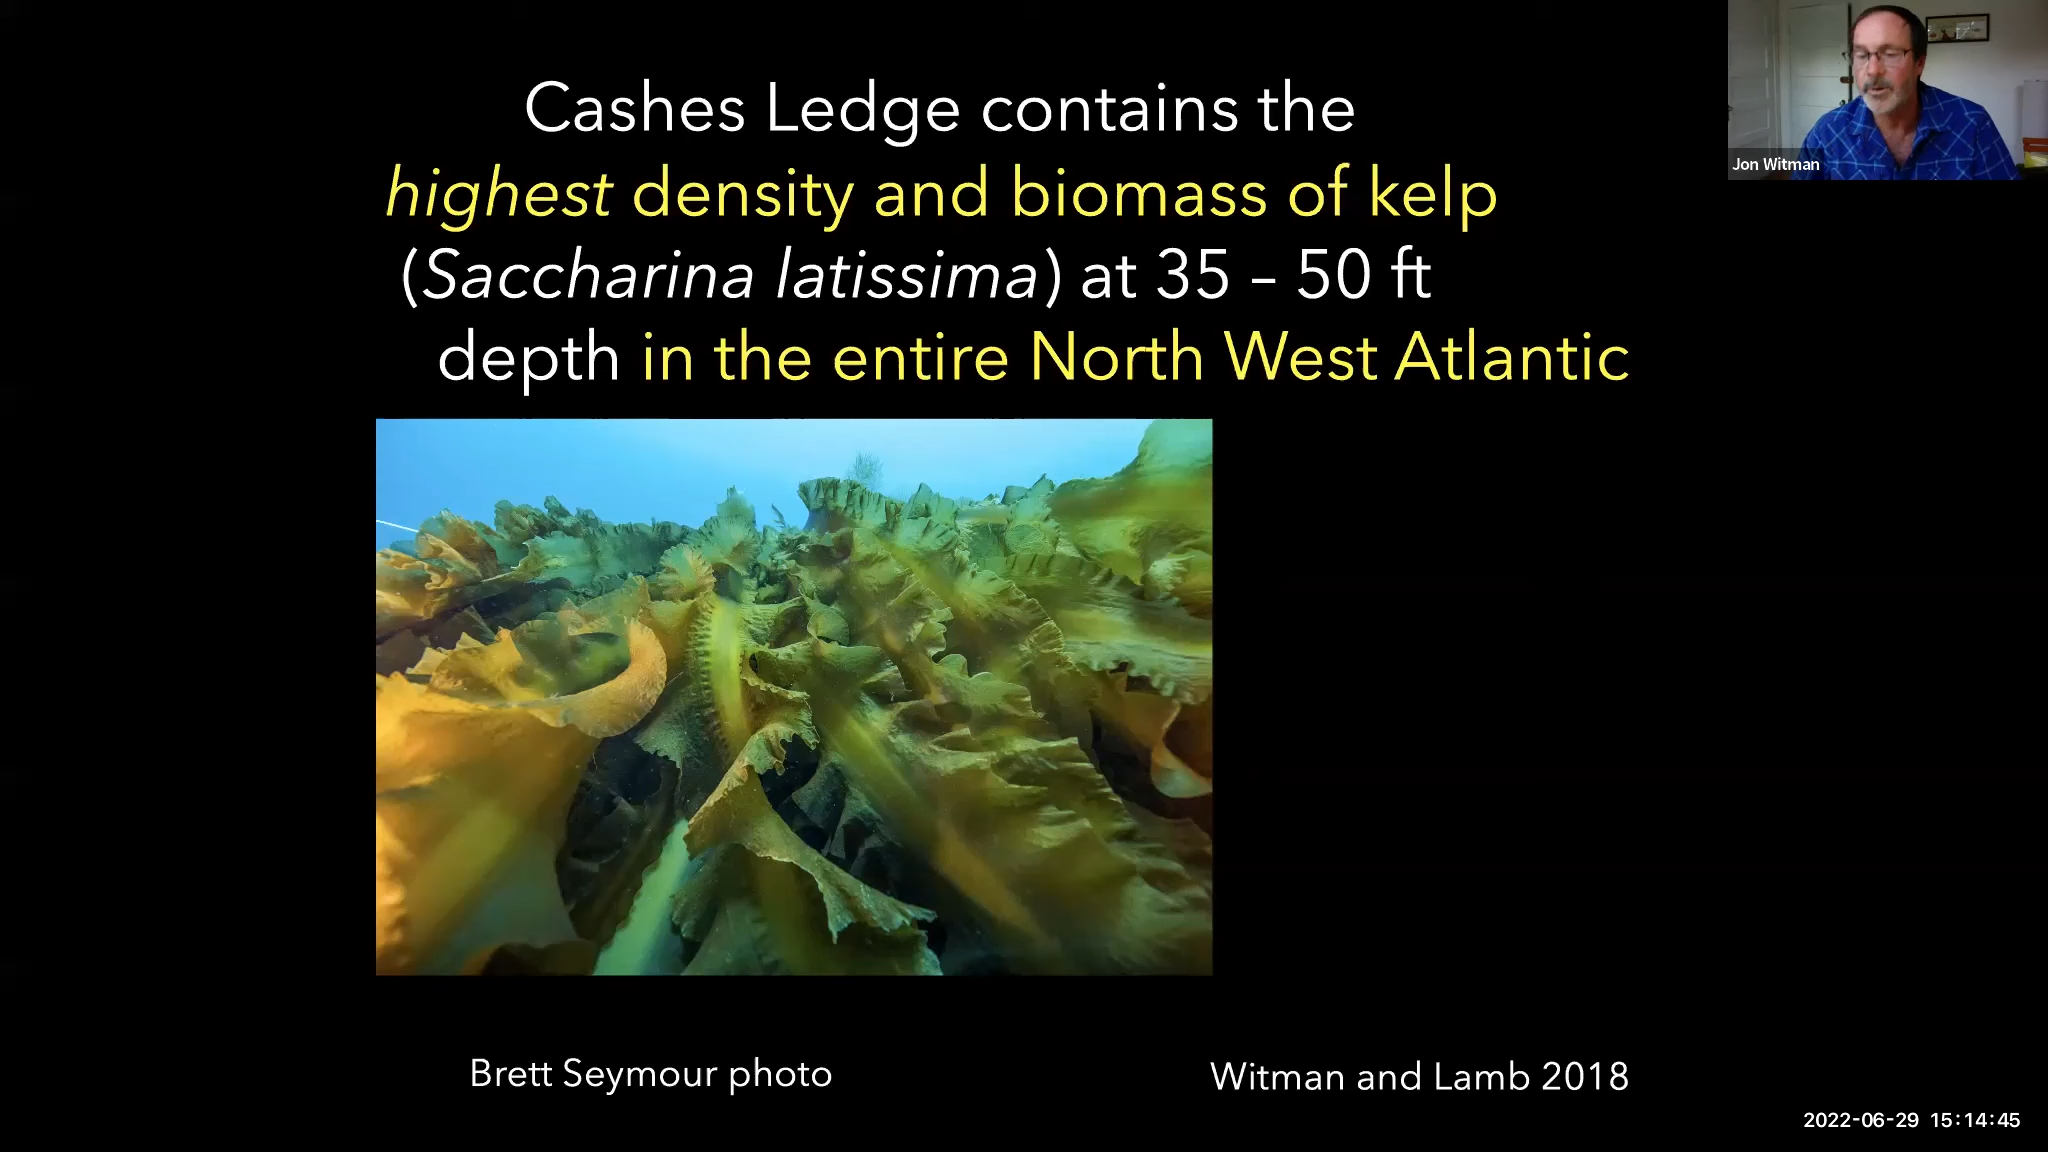 Cashes Ledge contains the
highest density and biomass of kelp
(Saccharina latissima) at 35 – 50 ft
depth in the entire North West Atlantic
Jon Witman
Brett Seymour photo
Witman and Lamb 2018
2022-06-29 15:14:45